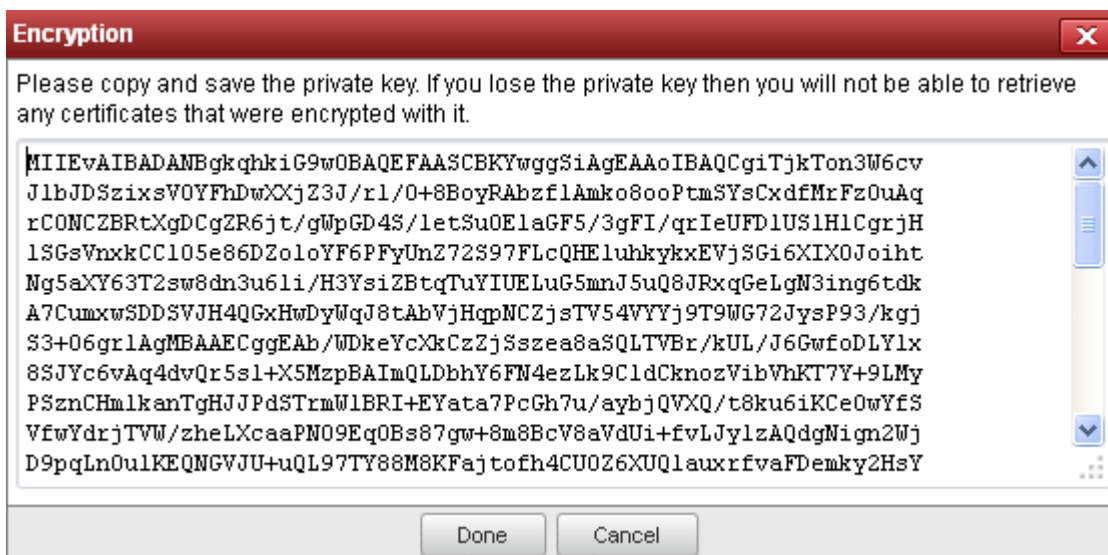 Encryption
Please copy and save the private key. If you lose the private key then you will not be able to retrieve
any certificates that were encrypted with it.
MIIEvAIBADANBgkqhkiG9w0BAQEFAASCBKYwggSiAgEAAoIBAQCgiTjkTon3W6cv
JlbJDSzixsV0YFhDwXXjZ3J/rl/0+8BoyRAbzflAmko8ooPtmSYsCxdfMrFz0uAq
rC0NCZBRtXgDCgZR6jt/gWpGD4S/letSu0ElaGF5/3gFI/qrIeUFDlUSlHlCgrjH
lSGsVnxkCCl05e86DZoloYF6PFyUnZ72S97FLcQHEluhkykxEVjSGi6XIX0Joiht
Ng5aXY63T2sw8dn3u6li/H3YsiZBtqTuYIUELuG5mnJ5uQ8JRxqGeLgN3ing6tdk
A7CumxwSDDSVJH4QGxHwDyWqJ8tAbVjHqpNCZjsTV54VYYj9T9WG72JysP93/kgj
S3+06grlAgMBAAECggEAb/WDkeYcXkCzZjSszea8aSQLTVBr/kUL/J6GwfoDLYlx
8SJYc6vAq4dvQr5sl+X5MzpBAImQLDbhY6FN4ezLk9CldCknozVibVhKT7Y+9LMy
PSznCHmlkanTgHJJPdSTrmWlBRI+EYata7PcGh7u/aybjQVXQ/t8ku6iKCe0wYfS
VfwYdrjTVW/zheLXcaaPN09Eq0Bs87gw+8m8BcV8aVdUi+fvLJylzAQdgNign2Wj
D9pqLn0ulKEQNGVJU+uQL97TY88M8KFajtofh4CU0Z6XUQlauxrfvaFDemky2HsY
Done
Cancel